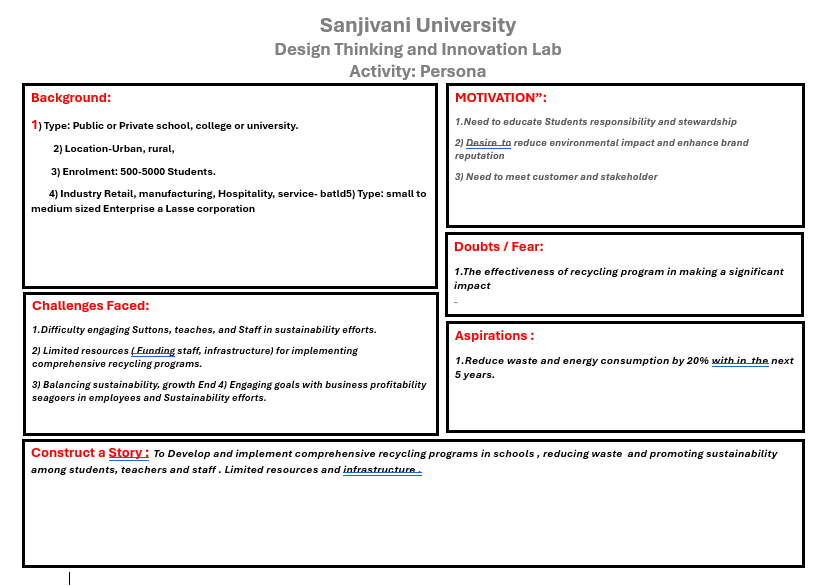 Sanjivani University
Design Thinking and Innovation Lab
Activity: Persona
Background:
1) Type: Public or Private school, college or university.
2) Location-Urban, rural,
3) Enrolment: 500-5000 Students.
4) Industry Retail, manufacturing, Hospitality, service- batld5) Type: small to
medium sized Enterprise a Lasse corporation
MOTIVATION”:
1.Need to educate Students responsibility and stewardship
2) Desire to reduce environmental impact and enhance brand
reputation
3) Need to meet customer and stakeholder
Doubts / Fear:
1.The effectiveness of recycling program in making a significant
impact
Challenges Faced:
1.Difficulty engaging Suttons, teaches, and Staff in sustainability efforts.
2) Limited resources ( Funding staff, infrastructure) for implementing
comprehensive recycling programs.
3) Balancing sustainability, growth End 4) Engaging goals with business profitability
seagoers in employees and Sustainability efforts.
Aspirations :
1.Reduce waste and energy consumption by 20% with in the next
5 years.
Construct a Story : To Develop and implement comprehensive recycling programs in schools , reducing waste and promoting sustainability
among students, teachers and staff . Limited resources and infrastructure .